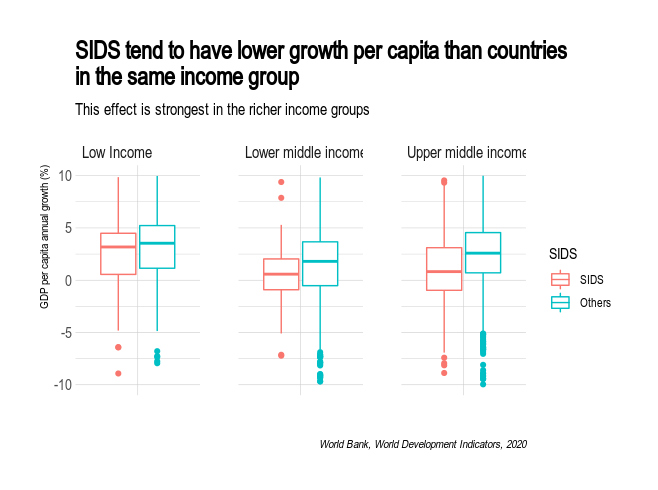 SIDS tend to have lower growth per capita than countries
in the same income group
This effect is strongest in the richer income groups
Low Income
Lower middle income
Upper middle income
GDP per capita annual growth (%)
10
5
0
-5
-10
SIDS
SIDS
Others
World Bank, World Development Indicators, 2020